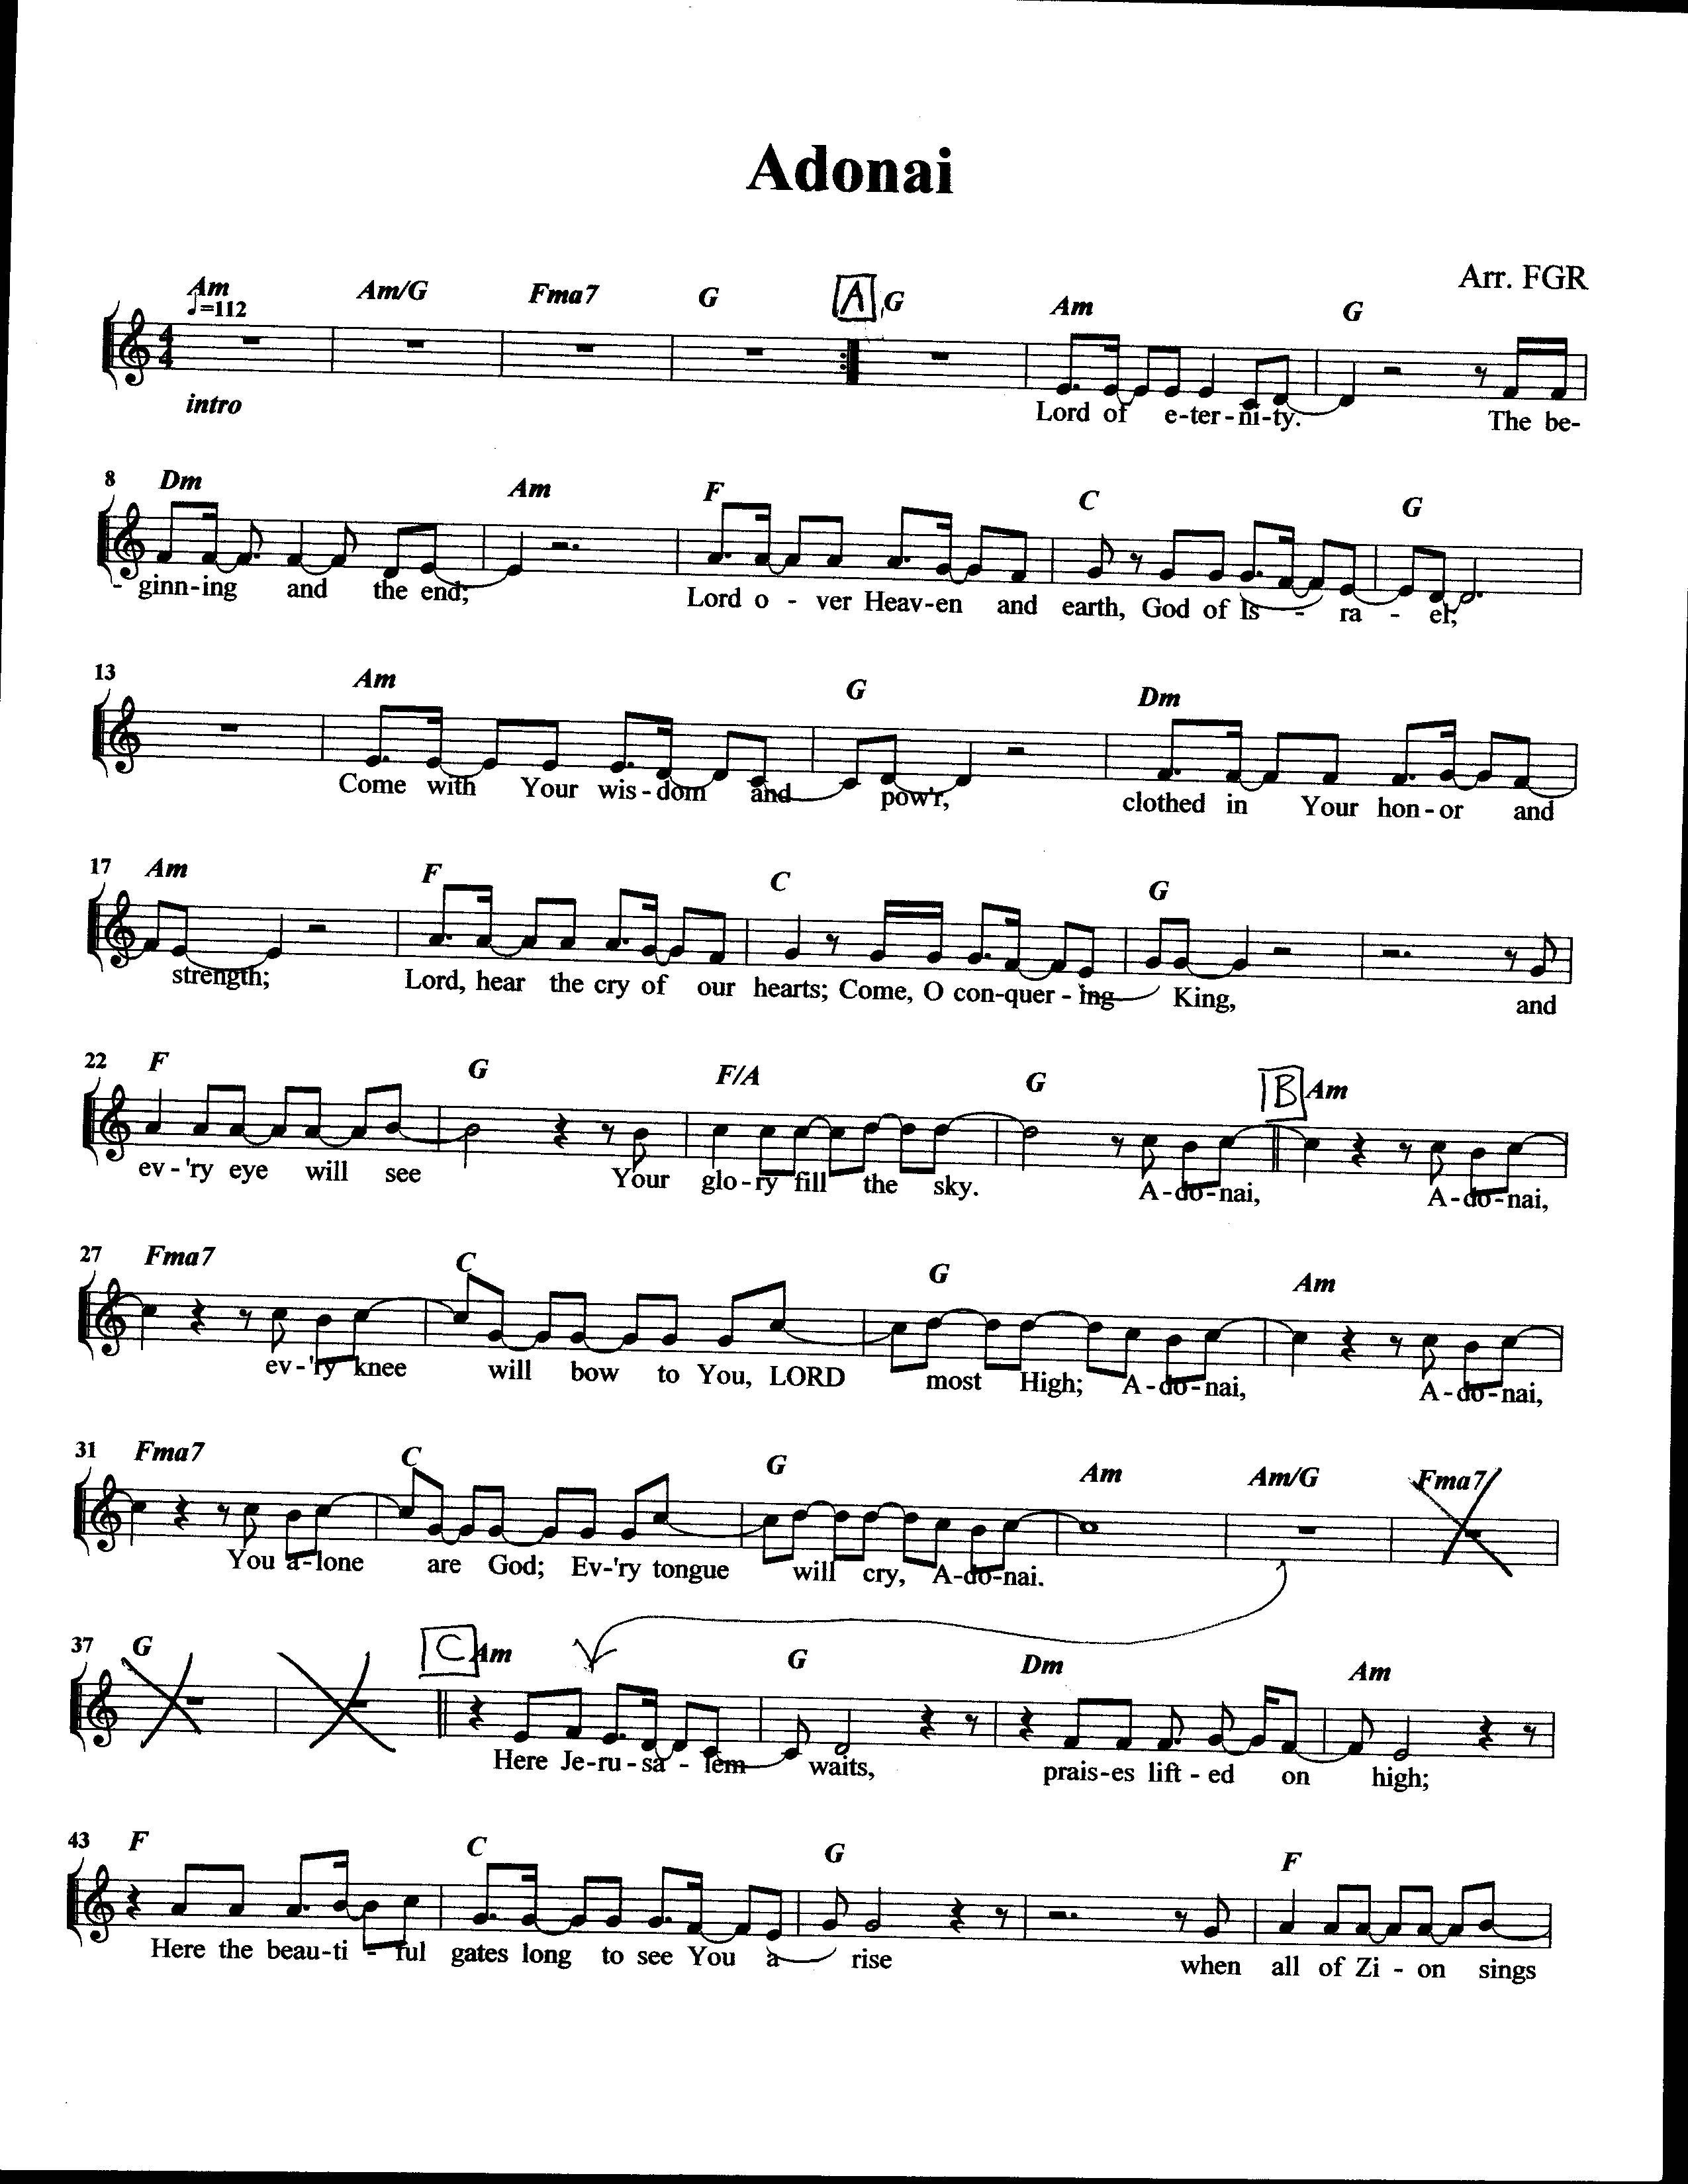 Adonai
Arr. FGR
Am Am/G Fma7 G A G Am G
♩=112
4
4
intro
Lord of e-ter-ni-ty. The be-
8 Dm Am F C G
- ginn-ing and the end; Lord o - ver Heav-en and earth, God of Is - ra - el;
13 Am G Dm
Come with Your wis-dom and pow'r, clothed in Your hon-or and
17 Am F C G
strength; Lord, hear the cry of our hearts; Come, O con-quer-ing King, and
22 F G F/A G B Am
ev-'ry eye will see Your glo-ry fill the sky. A-do-nai, A-do-nai,
27 Fma7 C G Am
ev-'ry knee will bow to You, LORD most High; A-do-nai, A-do-nai,
31 Fma7 C G Am Am/G Fma7
You a-lone are God; Ev-'ry tongue will cry, A-do-nai.
37 G C Am G Dm Am
Here Je-ru-sa-lem waits, prais-es lift-ed on high;
43 F C G F
Here the beau-ti-ful gates long to see You a rise when all of Zi-on sings